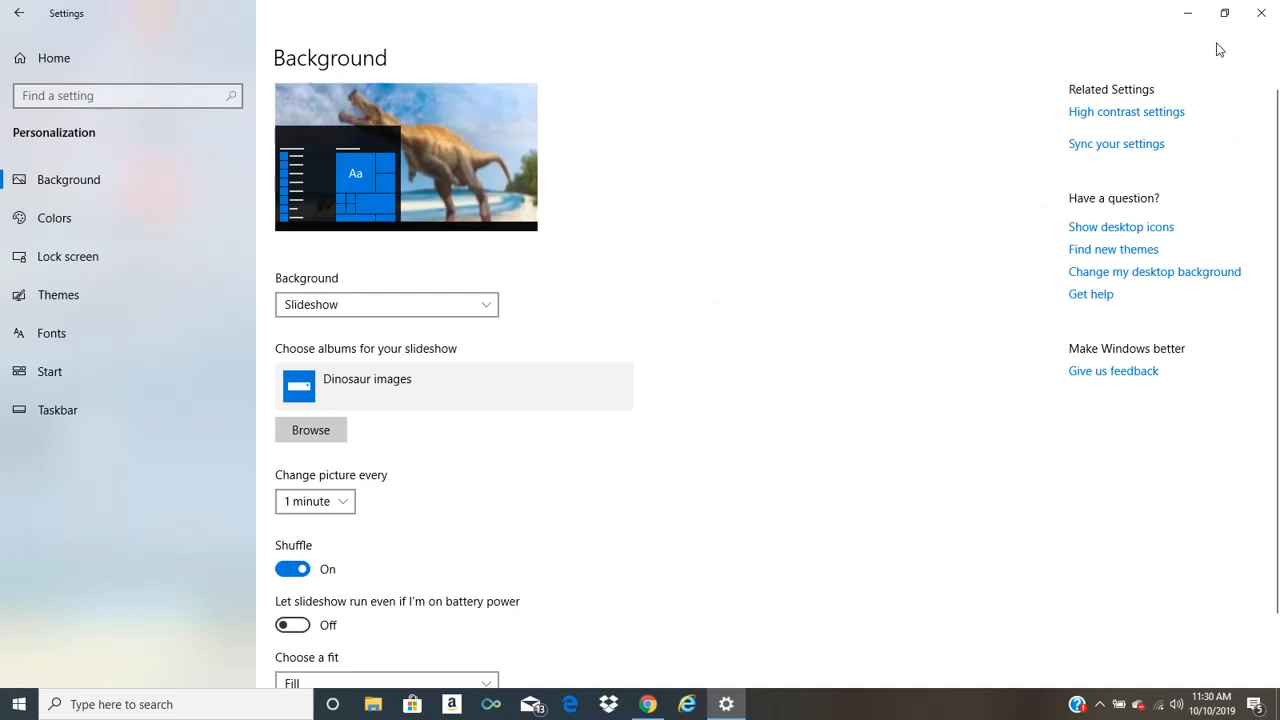 Settings
Home
Find a setting
Personalization
Background
Colors
Lock screen
Themes
Fonts
Start
Taskbar
Background
Aa
Background
Slideshow
Choose albums for your slideshow
Dinosaur images
Browse
Change picture every
1 minute
Shuffle
On
Let slideshow run even if I'm on battery power
Off
Choose a fit
Fill
Related Settings
High contrast settings
Sync your settings
Have a question?
Show desktop icons
Find new themes
Change my desktop background
Get help
Make Windows better
Give us feedback
Type here to search
13
11:30 AM
10/10/2019
5